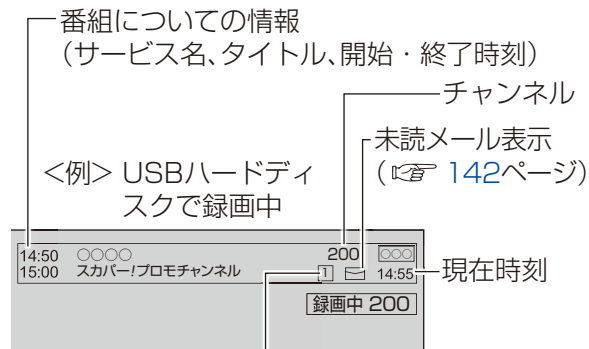 番組についての情報
(サービス名、タイトル、開始・終了時刻)
チャンネル
未読メール表示
(☞ 142ページ)
<例> USBハードディ
スクで録画中
14:50 ○○○○ 200 ○○○
15:00 スカパー!プロモチャンネル 1 14:55
現在時刻
録画中 200